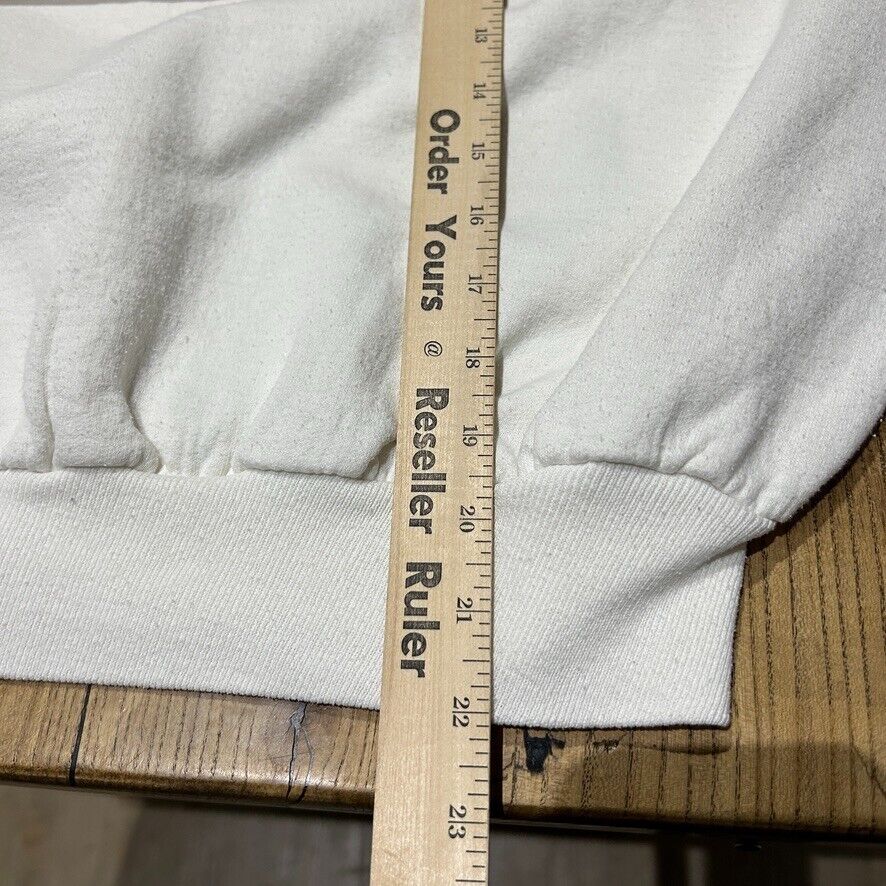 Order Yours @ Reseller Ruler
13 14 15 16 17 18 19 20 21 22 23